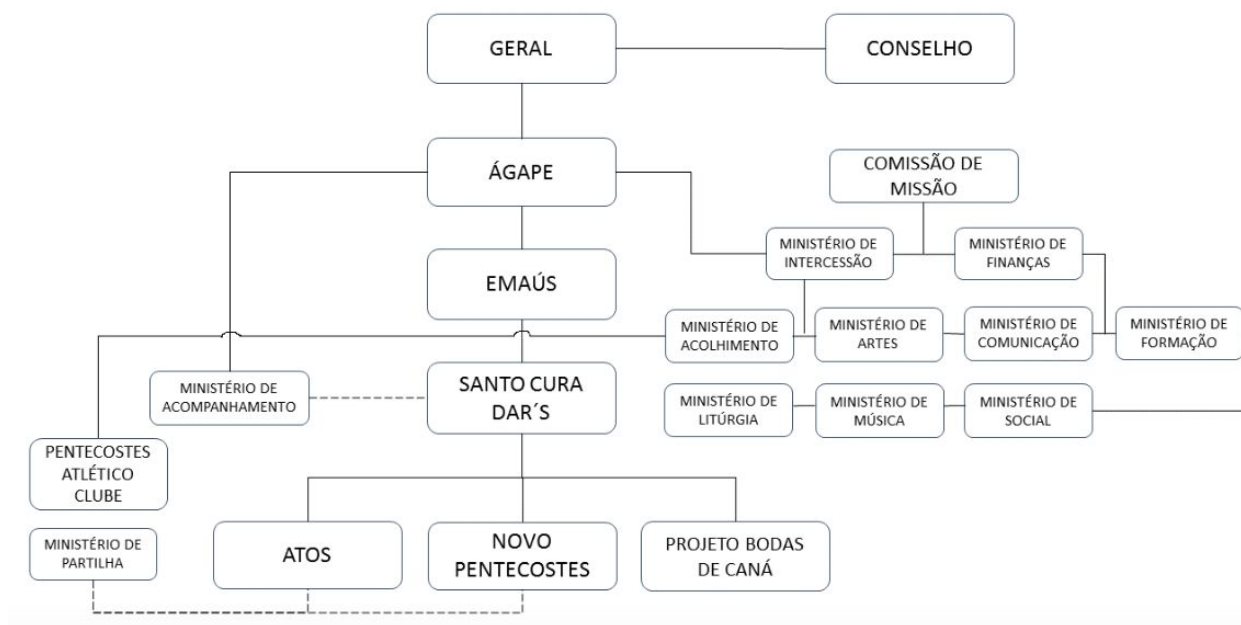 GERAL
CONSELHO
ÁGAPE
COMISSÃO DE
MISSÃO
MINISTÉRIO DE
INTERCESSÃO
MINISTÉRIO DE
FINANÇAS
EMAÚS
MINISTÉRIO DE
ACOLHIMENTO
MINISTÉRIO DE
ARTES
MINISTÉRIO DE
COMUNICAÇÃO
MINISTÉRIO DE
FORMAÇÃO
MINISTÉRIO DE
ACOMPANHAMENTO
SANTO CURA
DAR´S
MINISTÉRIO DE
LITÚRGIA
MINISTÉRIO DE
MÚSICA
MINISTÉRIO DE
SOCIAL
PENTECOSTES
ATLÉTICO
CLUBE
MINISTÉRIO DE
PARTILHA
ATOS
NOVO
PENTECOSTES
PROJETO BODAS
DE CANÁ